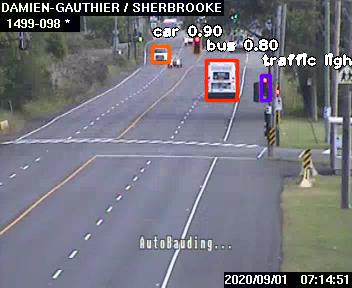 DAMIEN-GAUTHIER / SHERBROOKE
1499-098 *
car 0.90
bus 0.80
traffic ligh
AutoBauding...
2020/09/01 07:14:51